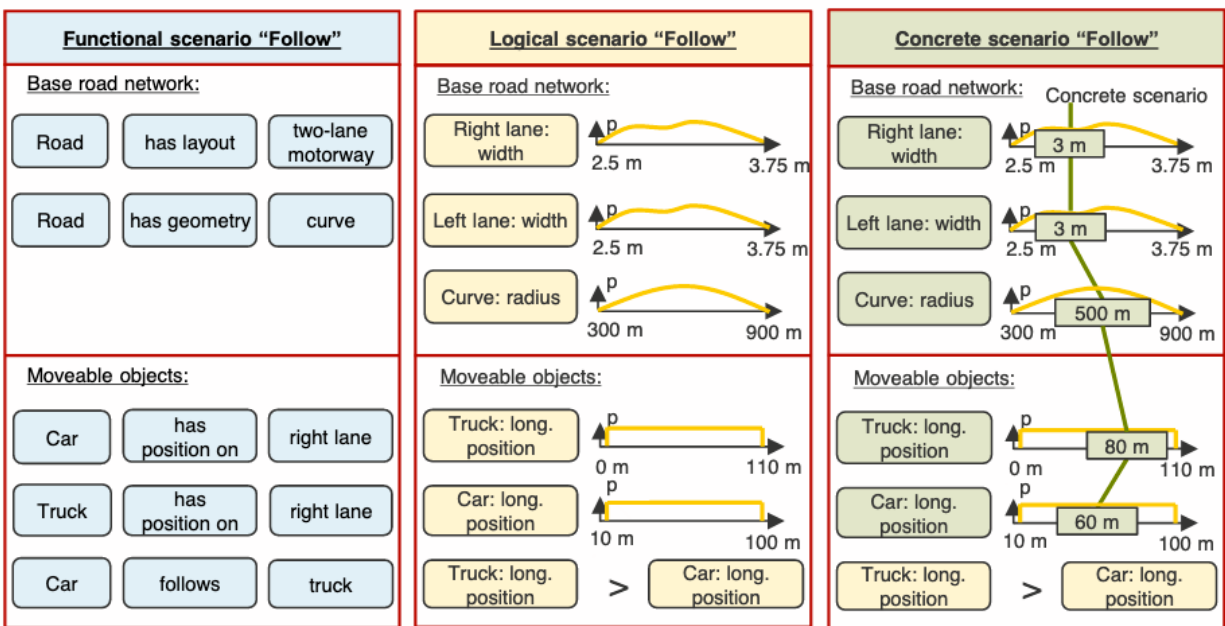 Functional scenario “Follow”
Base road network:
Road
has layout
two-lane
motorway
Road
has geometry
curve
Moveable objects:
Car
has
position on
right lane
Truck
has
position on
right lane
Car
follows
truck
Logical scenario “Follow”
Base road network:
Right lane:
width
p
2.5 m
3.75 m
Left lane: width
p
2.5 m
3.75 m
Curve: radius
p
300 m
900 m
Moveable objects:
Truck: long.
position
p
0 m
110 m
Car: long.
position
p
10 m
100 m
Truck: long.
position
>
Car: long.
position
Concrete scenario “Follow”
Base road network:
Concrete scenario
Right lane:
width
p
3 m
2.5 m
3.75 m
Left lane: width
p
3 m
2.5 m
3.75 m
Curve: radius
p
500 m
300 m
900 m
Moveable objects:
Truck: long.
position
p
80 m
0 m
110 m
Car: long.
position
p
60 m
10 m
100 m
Truck: long.
position
>
Car: long.
position